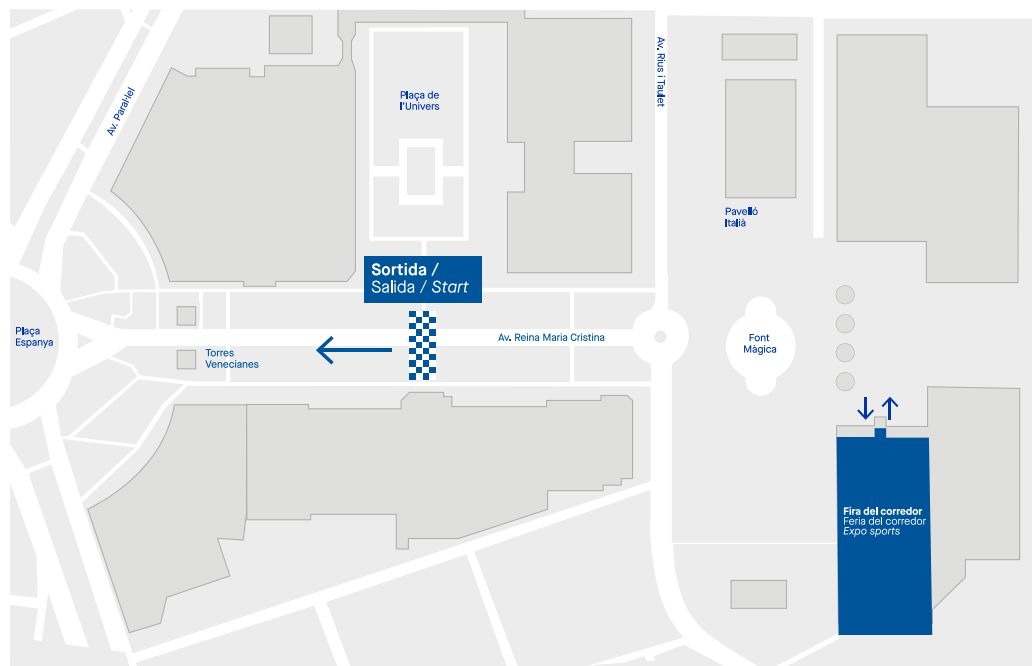 Av. Paral·lel
Plaça de
l'Univers
Av. Rius i Taulet
Pavelló
Italià
Sortida /
Salida / Start
Plaça
Espanya
Torres
Venecianes
Av. Reina Maria Cristina
Font
Màgica
Fira del corredor
Feria del corredor
Expo sports